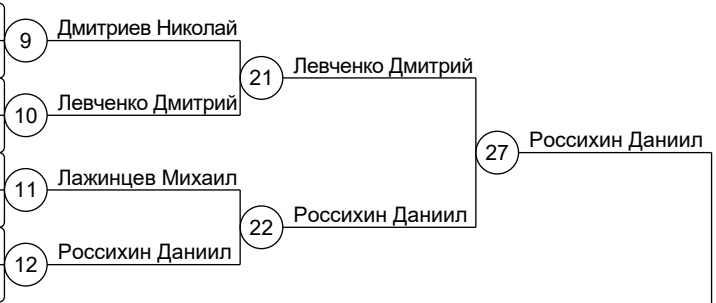 9 Дмитриев Николай
21 Левченко Дмитрий
10 Левченко Дмитрий
27 Россихин Даниил
11 Лажинцев Михаил
22 Россихин Даниил
12 Россихин Даниил